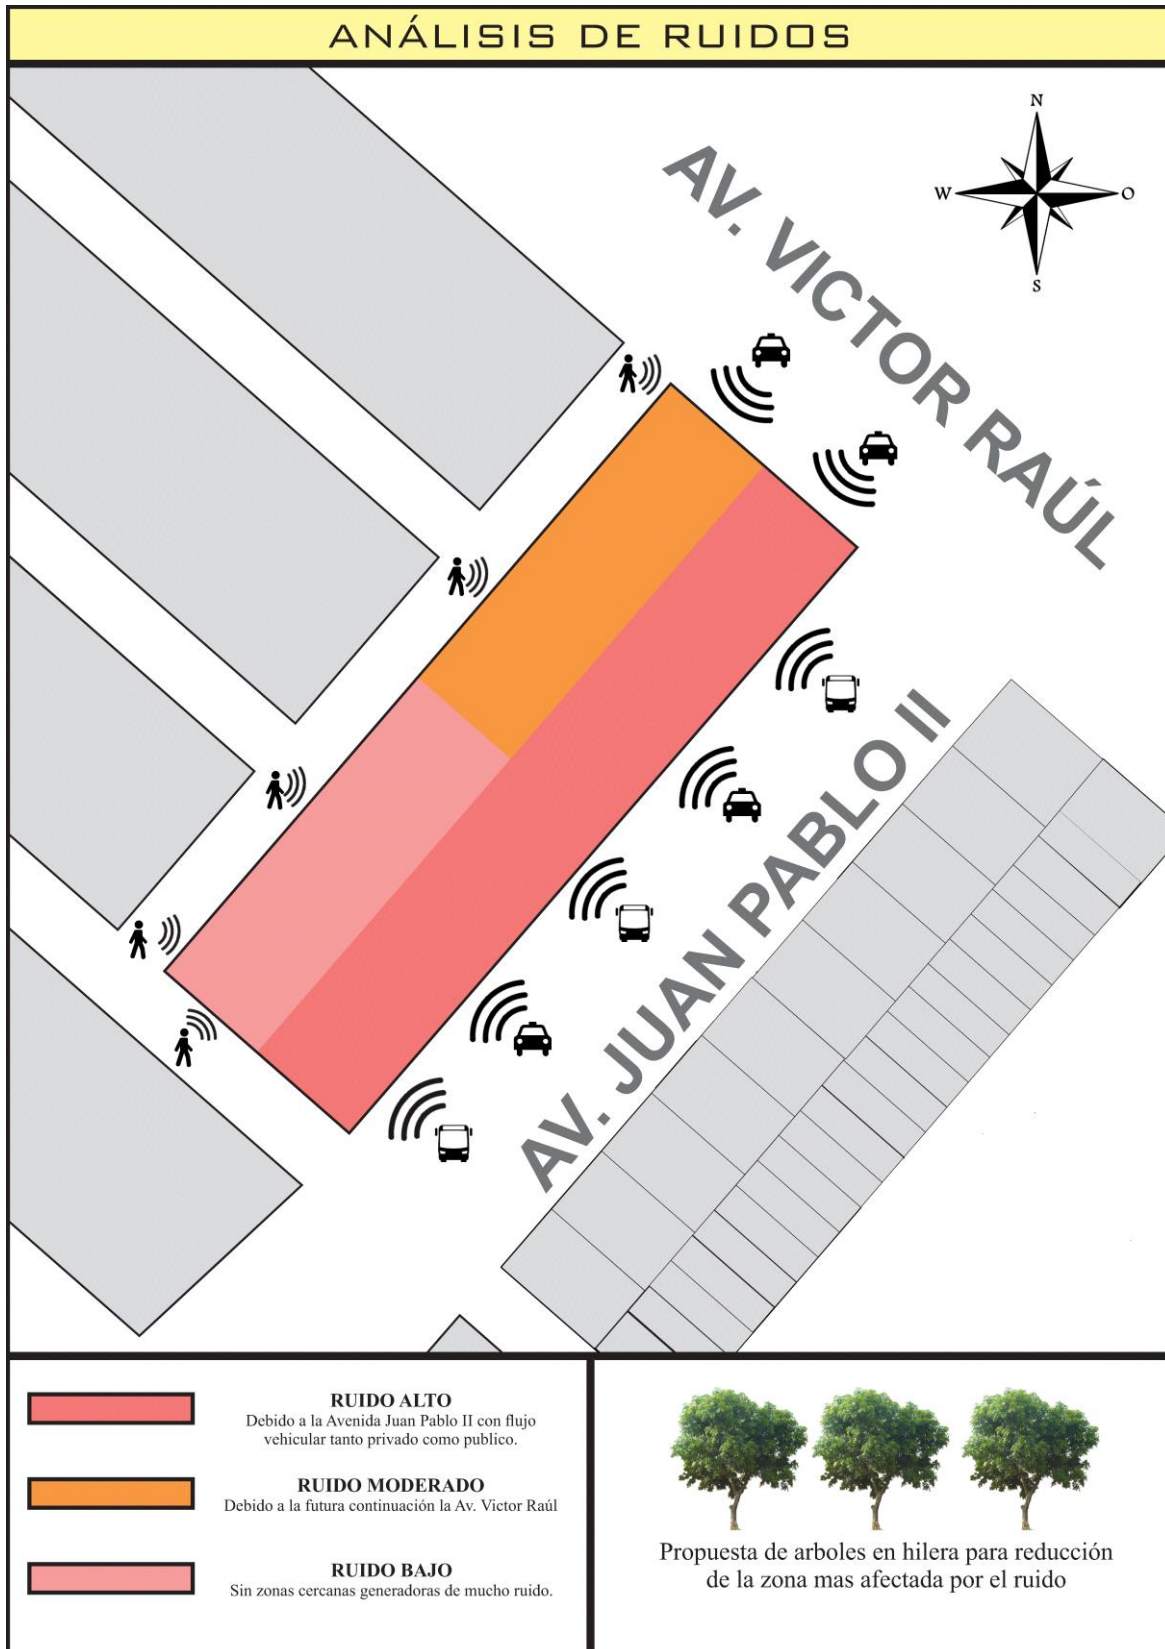 ANÁLISIS DE RUIDOS
N
W
O
S
AV. VICTOR RAÚL
AV. JUAN PABLO II
RUIDO ALTO
Debido a la Avenida Juan Pablo II con flujo
vehicular tanto privado como publico.
RUIDO MODERADO
Debido a la futura continuación la Av. Victor Raúl
RUIDO BAJO
Sin zonas cercanas generadoras de mucho ruido.
Propuesta de arboles en hilera para reducción
de la zona mas afectada por el ruido